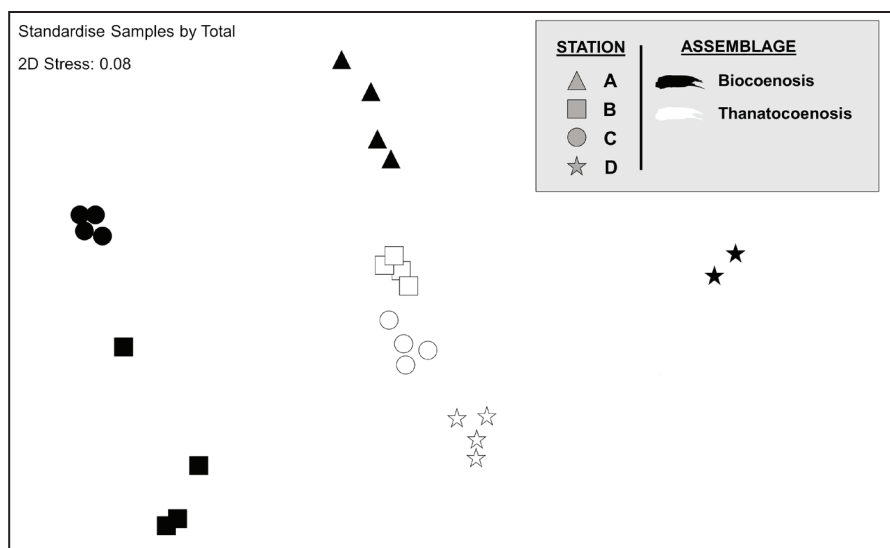 Standardise Samples by Total
2D Stress: 0.08
STATION
A
B
C
D
ASSEMBLAGE
Biocoenosis
Thanatocoenosis